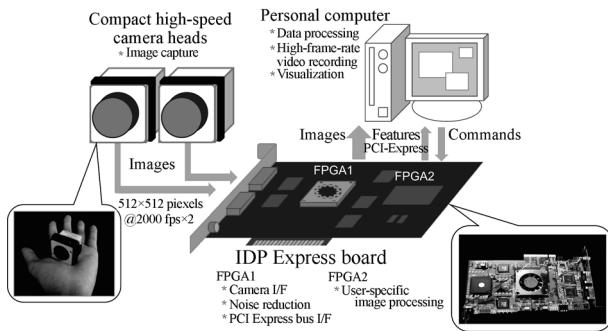 Compact high-speed
camera heads
* Image capture
Personal computer
* Data processing
* High-frame-rate
video recording
* Visualization
Images
Features
Commands
PCI-Express
Images
512×512 piexels
@2000 fps×2
FPGA1
FPGA2
IDP Express board
FPGA1
* Camera I/F
* Noise reduction
* PCI Express bus I/F
FPGA2
* User-specific
image processing